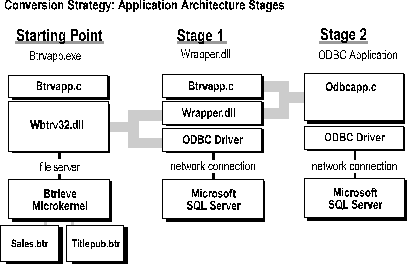 Conversion Strategy: Application Architecture Stages
Starting Point
Btrvapp.exe
Btrvapp.c
Wbtrv32.dll
file server
Btrieve
Microkernel
Sales.btr
Titlepub.btr
Stage 1
Wrapper.dll
Btrvapp.c
Wrapper.dll
ODBC Driver
network connection
Microsoft
SQL Server
Stage 2
ODBC Application
Odbcapp.c
ODBC Driver
network connection
Microsoft
SQL Server